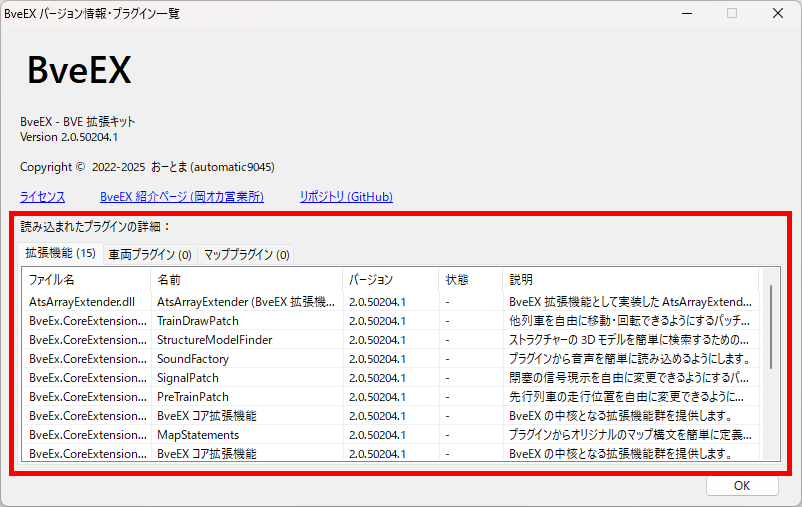 BveEX バージョン情報・プラグイン一覧
BveEX
BveEX - BVE 拡張キット
Version 2.0.50204.1
Copyright © 2022-2025 おーとま (automatic9045)
ライセンス BveEX 紹介ページ (岡オカ営業所) リポジトリ (GitHub)
読み込まれたプラグインの詳細：
拡張機能 (15) 車両プラグイン (0) マッププラグイン (0)
ファイル名 名前 バージョン 状態 説明
AtsArrayExtender.dll AtsArrayExtender (BveEX 拡張機... 2.0.50204.1 - BveEX 拡張機能として実装した AtsArrayExtend...
BveEx.CoreExtension... TrainDrawPatch 2.0.50204.1 - 他列車を自由に移動・回転できるようにするパッチ...
BveEx.CoreExtension... StructureModelFinder 2.0.50204.1 - ストラクチャーの 3D モデルを簡単に検索するための...
BveEx.CoreExtension... SoundFactory 2.0.50204.1 - プラグインから音声を簡単に読み込めるようにします。
BveEx.CoreExtension... SignalPatch 2.0.50204.1 - 閉塞の信号現示を自由に変更できるようにするパ...
BveEx.CoreExtension... PreTrainPatch 2.0.50204.1 - 先行列車の走行位置を自由に変更できるように...
BveEx.CoreExtension... BveEX コア拡張機能 2.0.50204.1 - BveEX の中核となる拡張機能群を提供します。
BveEx.CoreExtension... MapStatements 2.0.50204.1 - プラグインからオリジナルのマップ構文を簡単に定義...
BveEx.CoreExtension... BveEX コア拡張機能 2.0.50204.1 - BveEX の中核となる拡張機能群を提供します。
OK